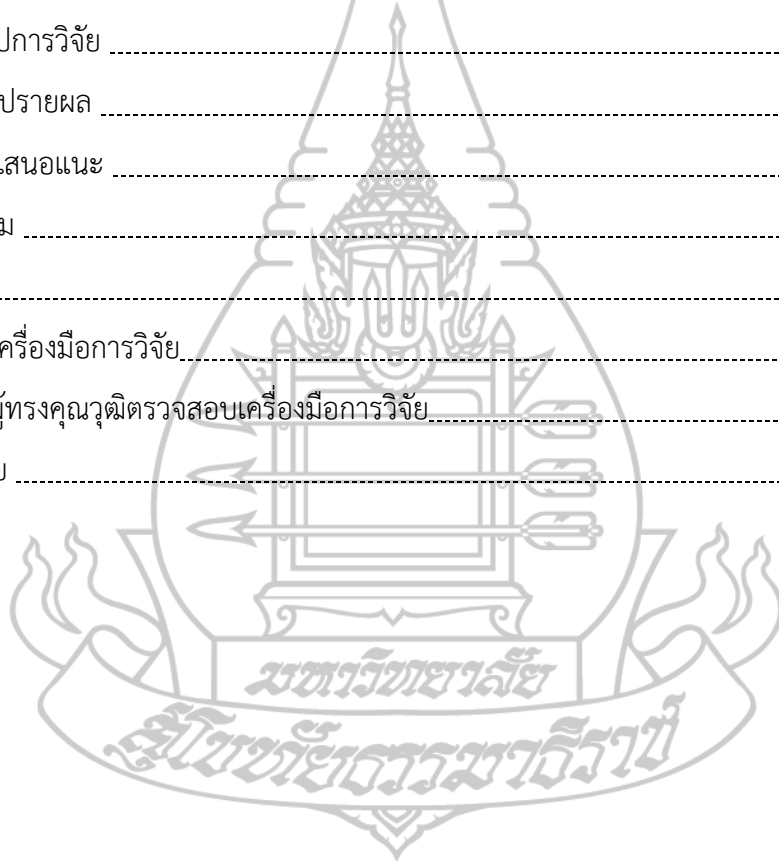 ปการวิจัย
ปรายผล
เสนอแนะ
ม
ครื่องมือการวิจัย
ผู้ทรงคุณวุฒิตรวจสอบเครื่องมือการวิจัย
ย
มหาวิทยาลัย
สุโขทัยธรรมาธิราช